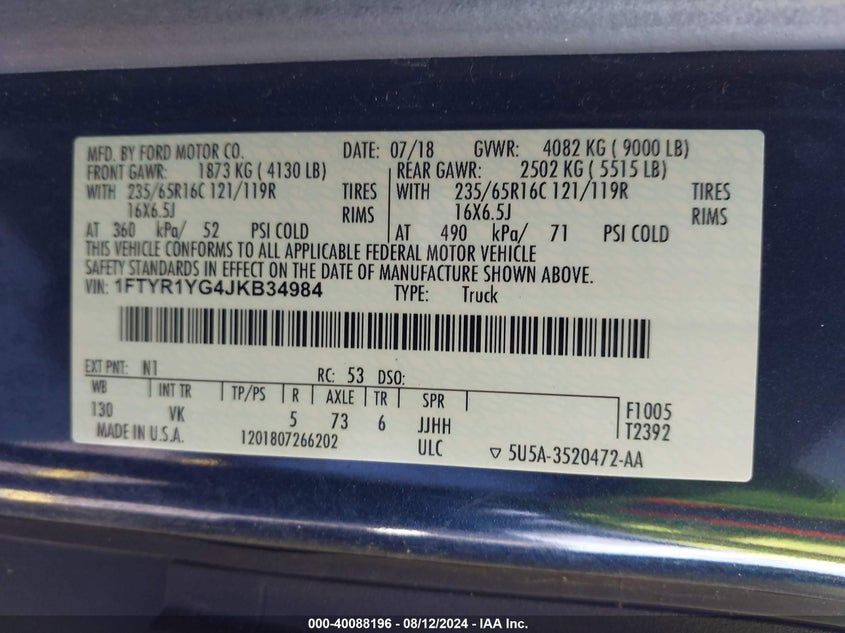 MFD. BY FORD MOTOR CO. DATE: 07/18 GVWR: 4082 KG ( 9000 LB)
FRONT GAWR: 1873 KG ( 4130 LB) REAR GAWR: 2502 KG ( 5515 LB)
WITH 235/65R16C 121/119R TIRES WITH 235/65R16C 121/119R TIRES
16X6.5J RIMS 16X6.5J RIMS
AT 360 kPa/ 52 PSI COLD AT 490 kPa/ 71 PSI COLD
THIS VEHICLE CONFORMS TO ALL APPLICABLE FEDERAL MOTOR VEHICLE
SAFETY STANDARDS IN EFFECT ON THE DATE OF MANUFACTURE SHOWN ABOVE.
VIN: 1FTYR1YG4JKB34984 TYPE: Truck
EXT PNT: N1 RC: 53 DSO:
WB INT TR TP/PS R AXLE TR SPR F1005
130 VK 5 73 6 JJHH T2392
MADE IN U.S.A. 1201807266202 ULC ▽ 5U5A-3520472-AA
000-40088196 - 08/12/2024 - IAA Inc.